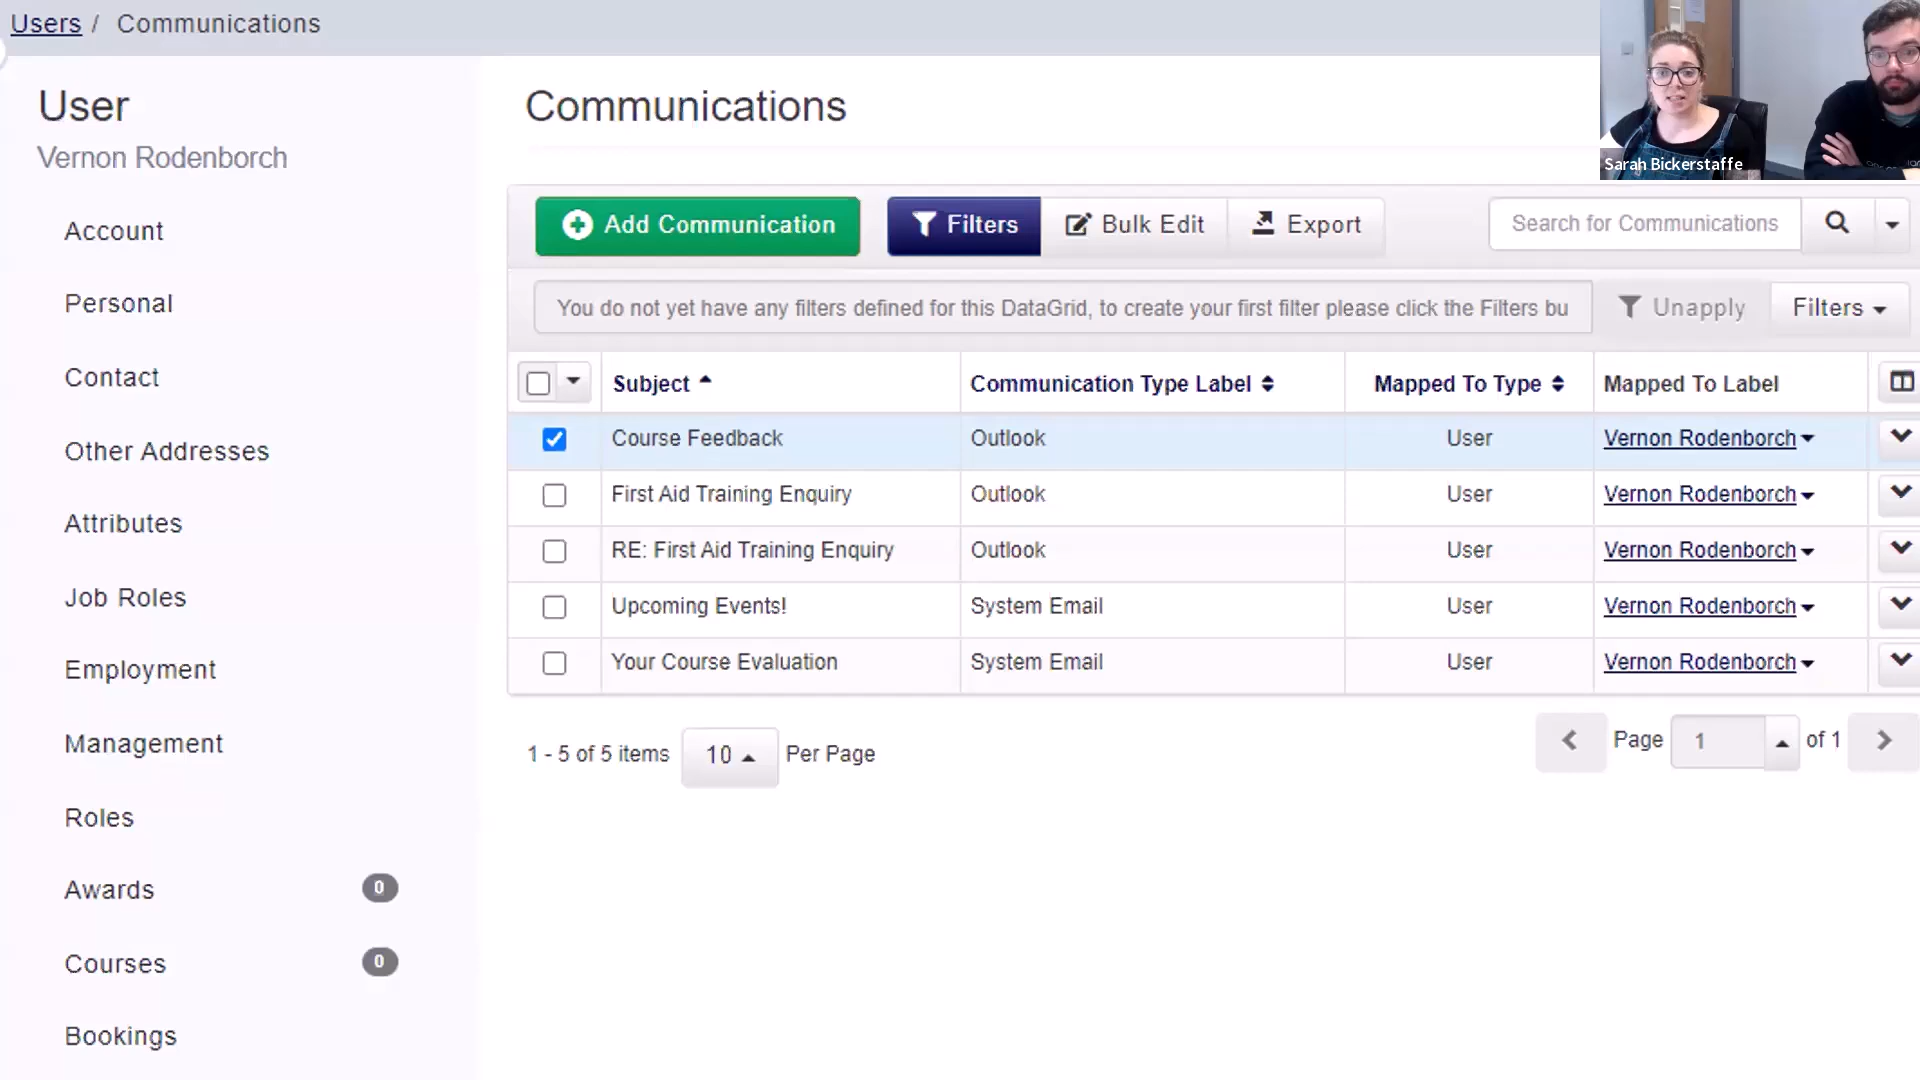 Users / Communications
User
Vernon Rodenborch
Account
Personal
Contact
Other Addresses
Attributes
Job Roles
Employment
Management
Roles
Awards 0
Courses 0
Bookings
Communications
Add Communication Filters Bulk Edit Export Search for Communications
You do not yet have any filters defined for this DataGrid, to create your first filter please click the Filters bu Unapply Filters
Subject Communication Type Label Mapped To Type Mapped To Label
Course Feedback Outlook User Vernon Rodenborch
First Aid Training Enquiry Outlook User Vernon Rodenborch
RE: First Aid Training Enquiry Outlook User Vernon Rodenborch
Upcoming Events! System Email User Vernon Rodenborch
Your Course Evaluation System Email User Vernon Rodenborch
1 - 5 of 5 items 10 Per Page Page 1 of 1
Sarah Bickerstaffe